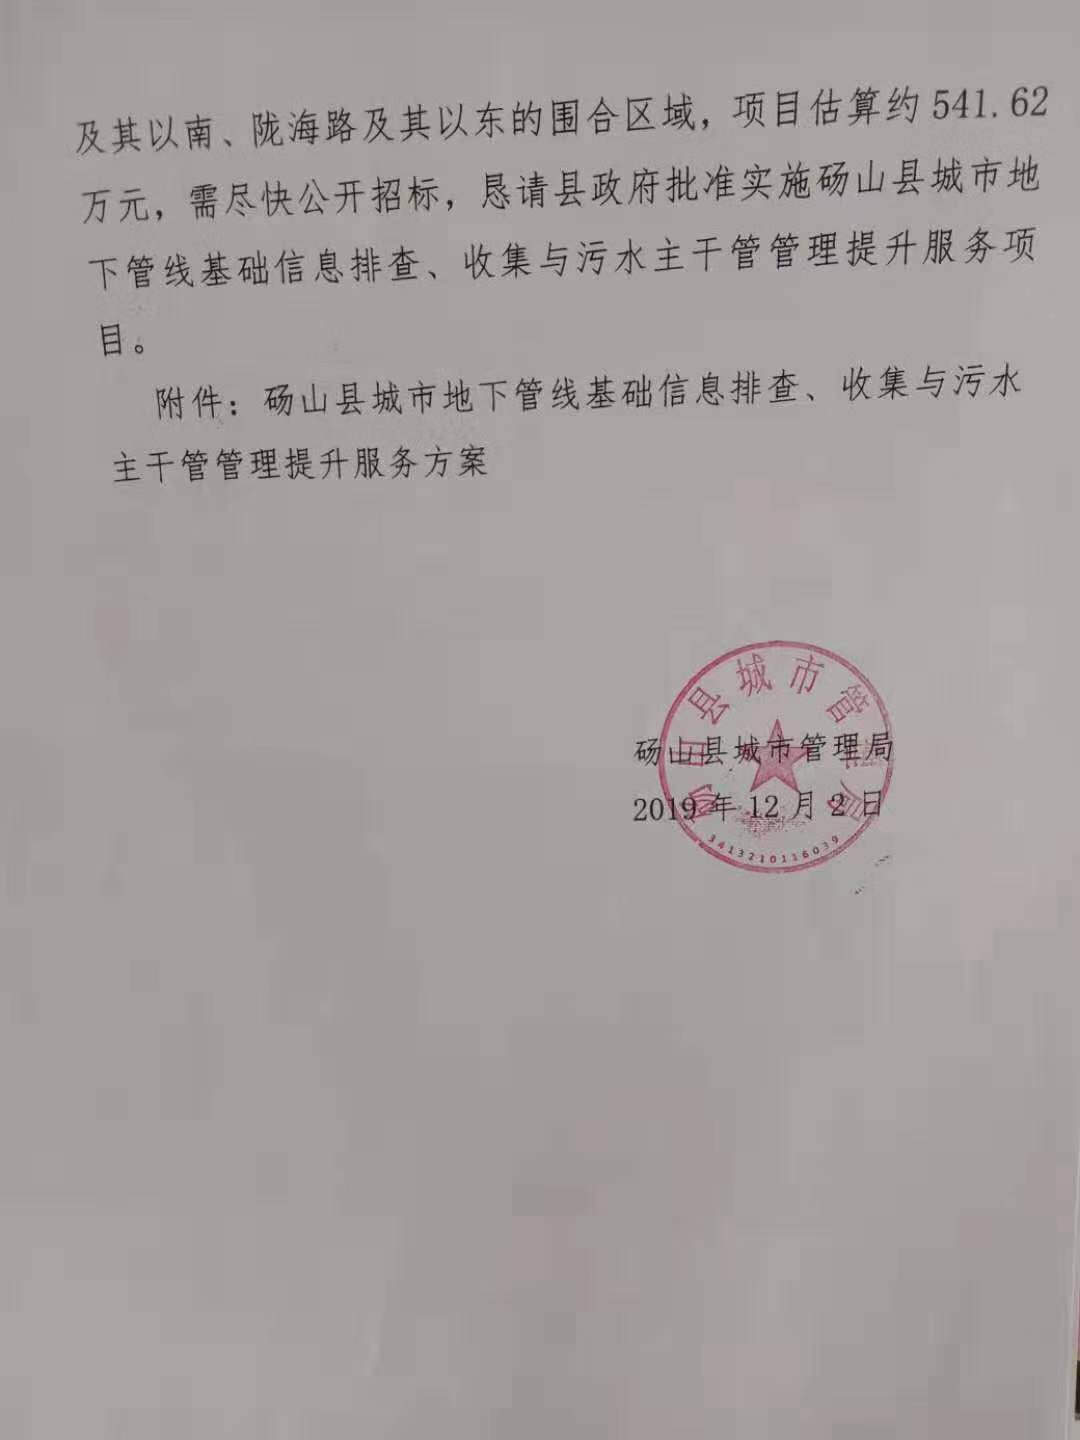 及其以南、陇海路及其以东的围合区域，项目估算约 541.62
万元，需尽快公开招标，恳请县政府批准实施砀山县城市地
下管线基础信息排查、收集与污水主干管管理提升服务项
目。
附件：砀山县城市地下管线基础信息排查、收集与污水
主干管管理提升服务方案
砀山县城市管理局
砀山县城市管理局
2019 年 12 月 2 日
3413210116039